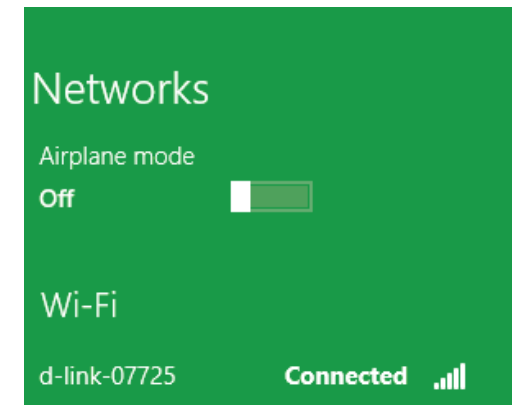 Networks
Airplane mode
Off
Wi-Fi
d-link-07725 Connected